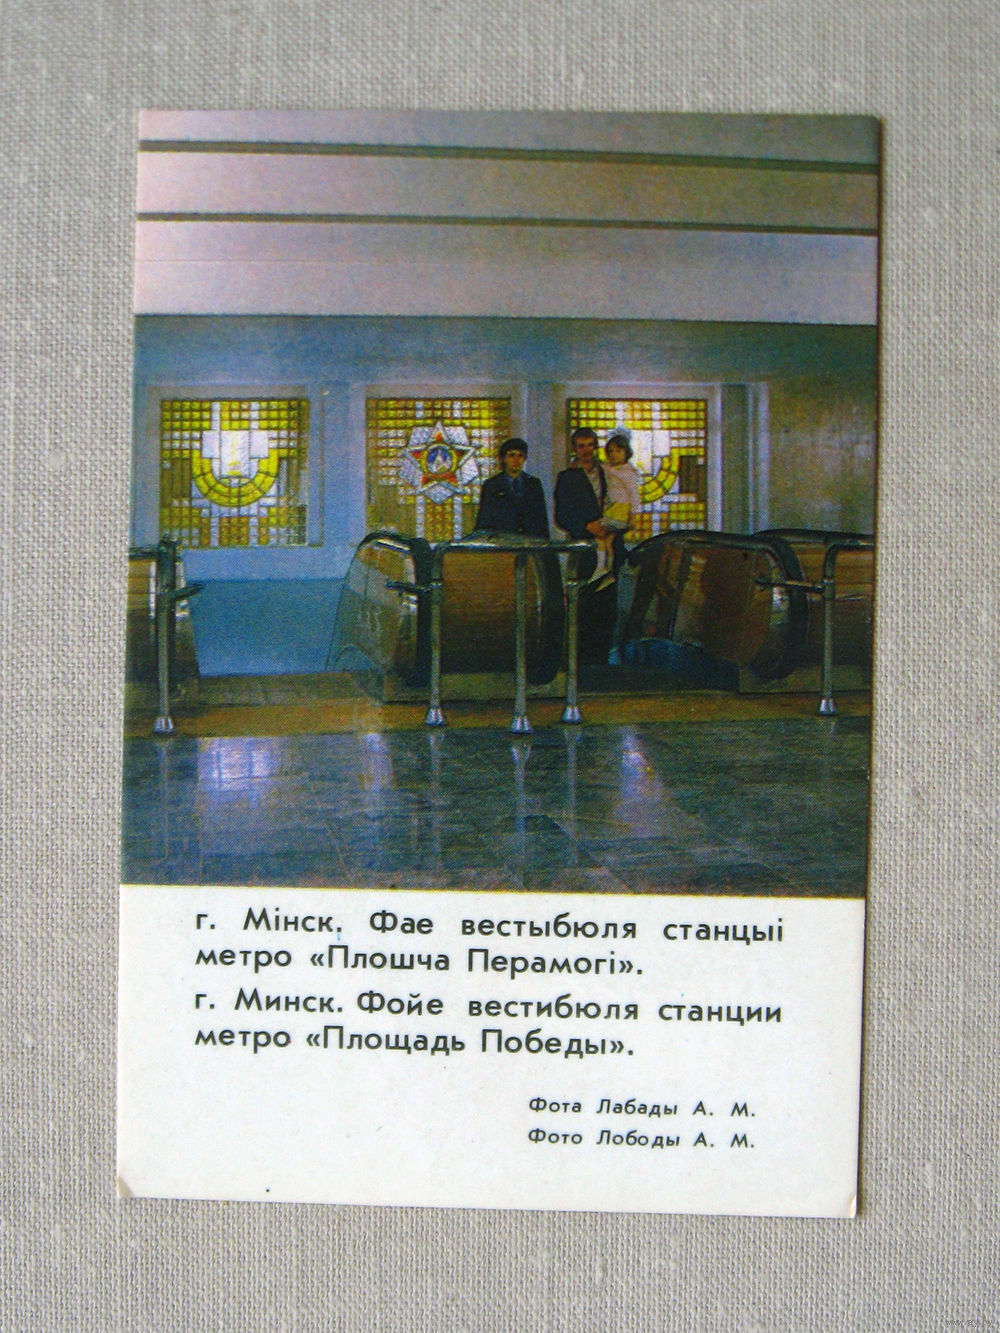 г. Мінск. Фае вестыбюля станцыі
метро «Плошча Перамогі».
г. Минск. Фойе вестибюля станции
метро «Площадь Победы».
Фота Лабады А. М.
Фото Лободы А. М.